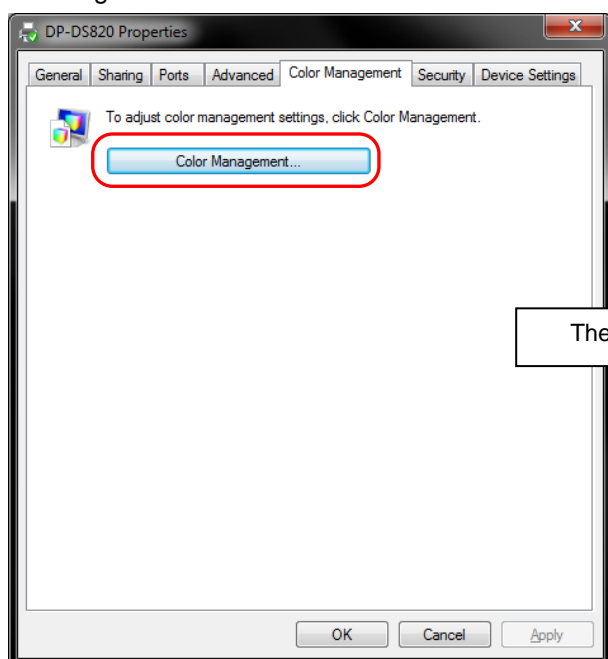 DP-DS820 Properties
General Sharing Ports Advanced Color Management Security Device Settings
To adjust color management settings, click Color Management.
Color Management...
The
OK Cancel Apply